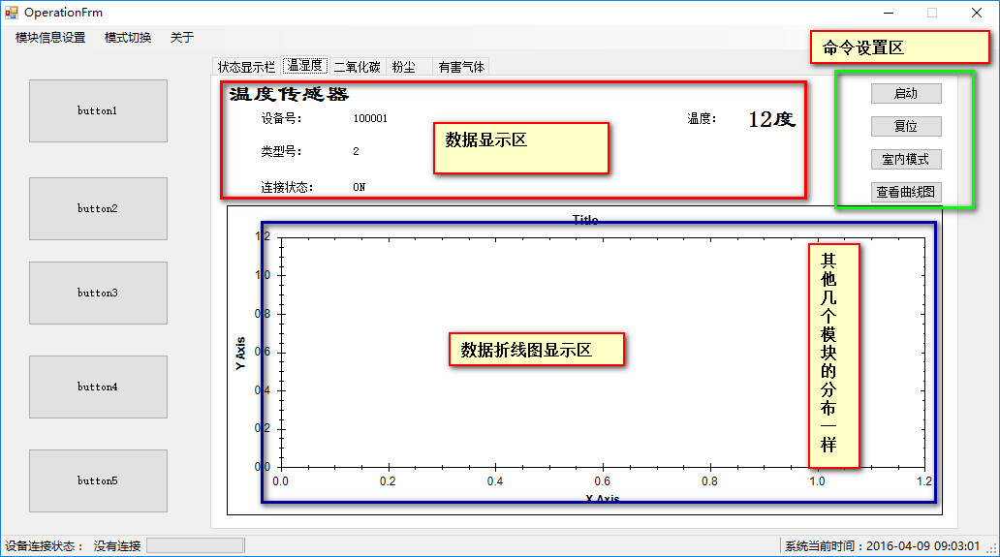 OperationFrm
模块信息设置 模式切换 关于
命令设置区
状态显示栏 温湿度 二氧化碳 粉尘 有害气体
button1
button2
button3
button4
button5
温度传感器
设备号: 100001
温度: 12度
类型号: 2
连接状态: ON
数据显示区
启动
复位
室内模式
查看曲线图
Title
1.2
1.0
0.8
0.6
0.4
0.2
0.0
Y Axis
0.0 0.2 0.4 0.6 0.8 1.0 1.2
X Axis
数据折线图显示区
其他几个模块的分布一样
设备连接状态： 没有连接
系统当前时间：2016-04-09 09:03:01